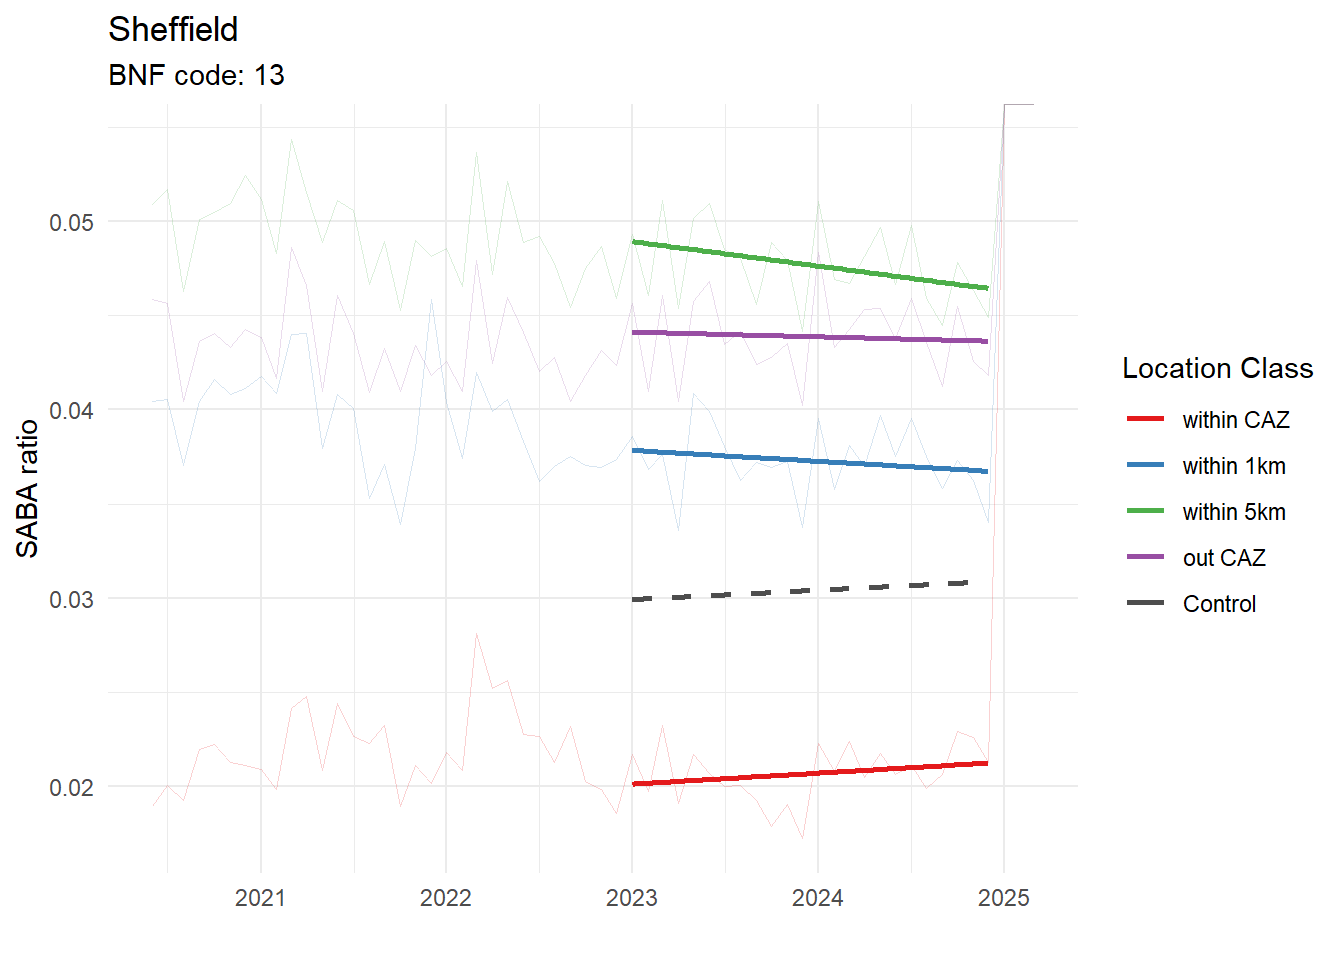 Sheffield
BNF code: 13
SABA ratio
0.05
0.04
0.03
0.02
2021
2022
2023
2024
2025
Location Class
within CAZ
within 1km
within 5km
out CAZ
Control